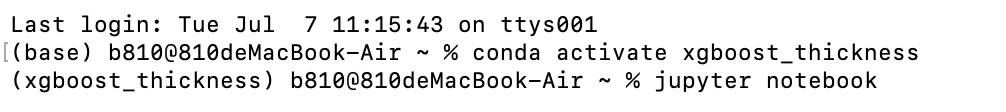 Last login: Tue Jul  7 11:15:43 on ttys001
[(base) b810@810deMacBook-Air ~ % conda activate xgboost_thickness
(xgboost_thickness) b810@810deMacBook-Air ~ % jupyter notebook